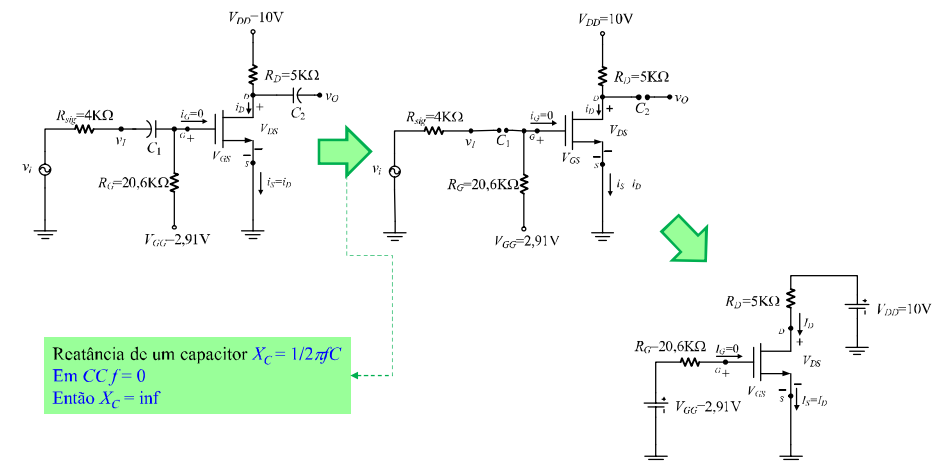 V_DD=10V
R_D=5KΩ
i_D
D
+
C_2
v_O
R_sig=4KΩ
i_G=0
G
+
v_I
C_1
V_GS
V_DS
S
v_i
R_G=20,6KΩ
i_S=i_D
V_GG=2,91V
V_DD=10V
R_D=5KΩ
i_D
D
+
C_2
v_O
R_sig=4KΩ
i_G=0
G
+
v_I
C_1
V_GS
V_DS
S
v_i
R_G=20,6KΩ
i_S i_D
V_GG=2,91V
Reatância de um capacitor X_C = 1/2πfC
Em CC f = 0
Então X_C = inf
R_D=5KΩ
V_DD=10V
D
I_D
+
R_G=20,6KΩ
I_G=0
G
+
V_DS
V_GS
S
I_S=I_D
V_GG=2,91V